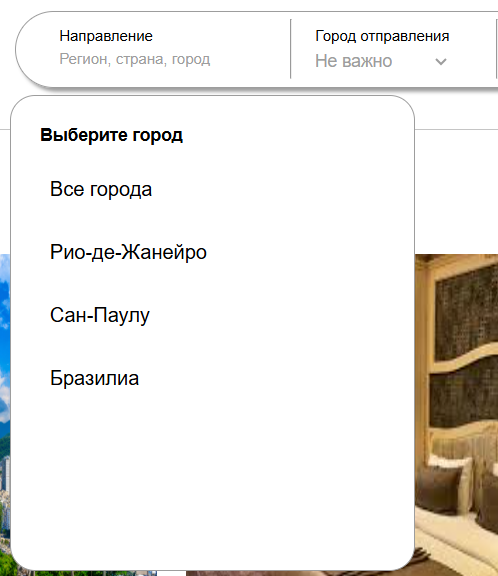 Направление
Город отправления
Регион, страна, город
Не важно
Выберите город
Все города
Рио-де-Жанейро
Сан-Паулу
Бразилиа